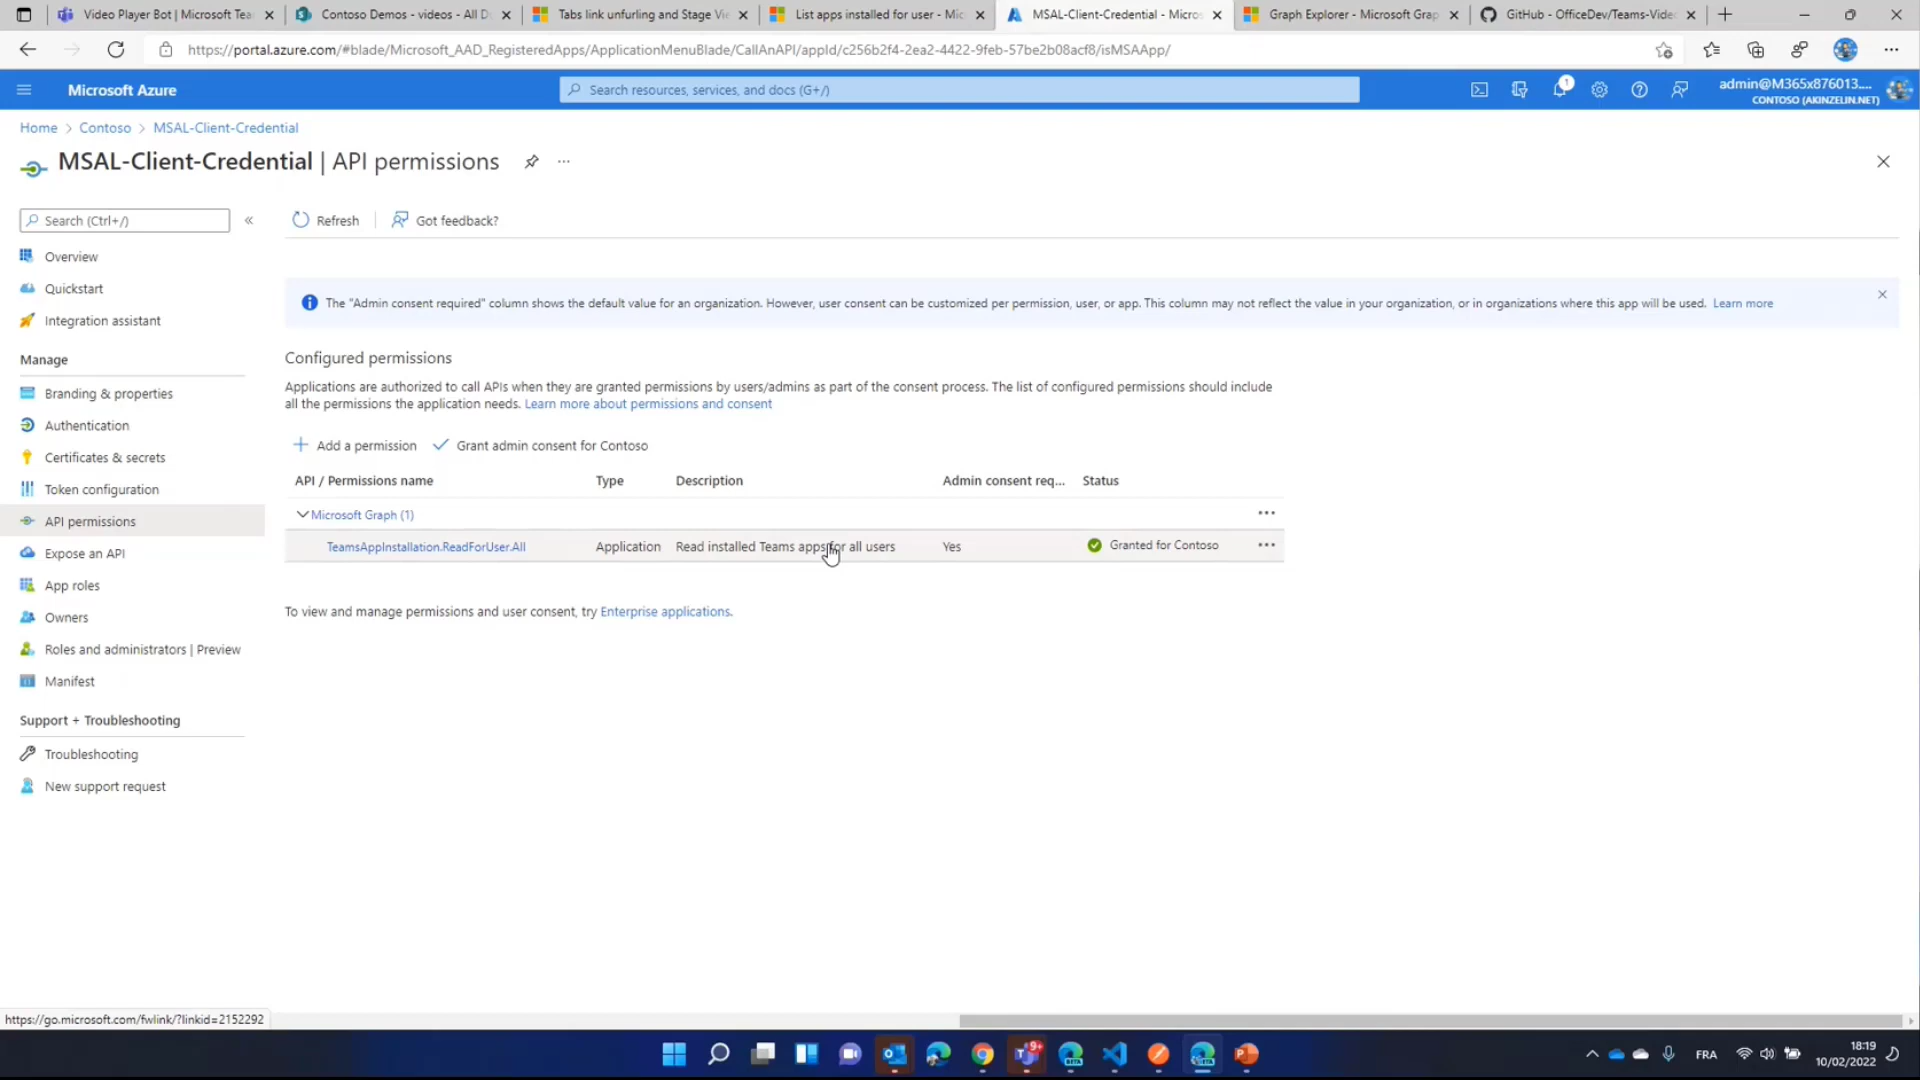 Video Player Bot | Microsoft Tea
Contoso Demos - videos - All D
Tabs link unfurling and Stage Vie
List apps installed for user - Mic
MSAL-Client-Credential - Micros
Graph Explorer - Microsoft Grap
GitHub - OfficeDev/Teams-Vide
https://portal.azure.com/#blade/Microsoft_AAD_RegisteredApps/ApplicationMenuBlade/CallAnAPI/appId/c256b2f4-2ea2-4422-9feb-57be2b08acf8/isMSAApp/
Microsoft Azure
Search resources, services, and docs (G+/)
1
admin@M365x876013....
CONTOSO (AKINZELIN.NET)
Home > Contoso > MSAL-Client-Credential
MSAL-Client-Credential | API permissions
Search (Ctrl+/)
Refresh
Got feedback?
Overview
Quickstart
Integration assistant
Manage
Branding & properties
Authentication
Certificates & secrets
Token configuration
API permissions
Expose an API
App roles
Owners
Roles and administrators | Preview
Manifest
Support + Troubleshooting
Troubleshooting
New support request
The "Admin consent required" column shows the default value for an organization. However, user consent can be customized per permission, user, or app. This column may not reflect the value in your organization, or in organizations where this app will be used. Learn more
Configured permissions
Applications are authorized to call APIs when they are granted permissions by users/admins as part of the consent process. The list of configured permissions should include
all the permissions the application needs. Learn more about permissions and consent
Add a permission
Grant admin consent for Contoso
API / Permissions name Type Description Admin consent req... Status
Microsoft Graph (1)
TeamsAppInstallation.ReadForUser.All Application Read installed Teams apps for all users Yes Granted for Contoso
To view and manage permissions and user consent, try Enterprise applications.
https://go.microsoft.com/fwlink/?linkid=2152292
9+
FRA
18:19
10/02/2022